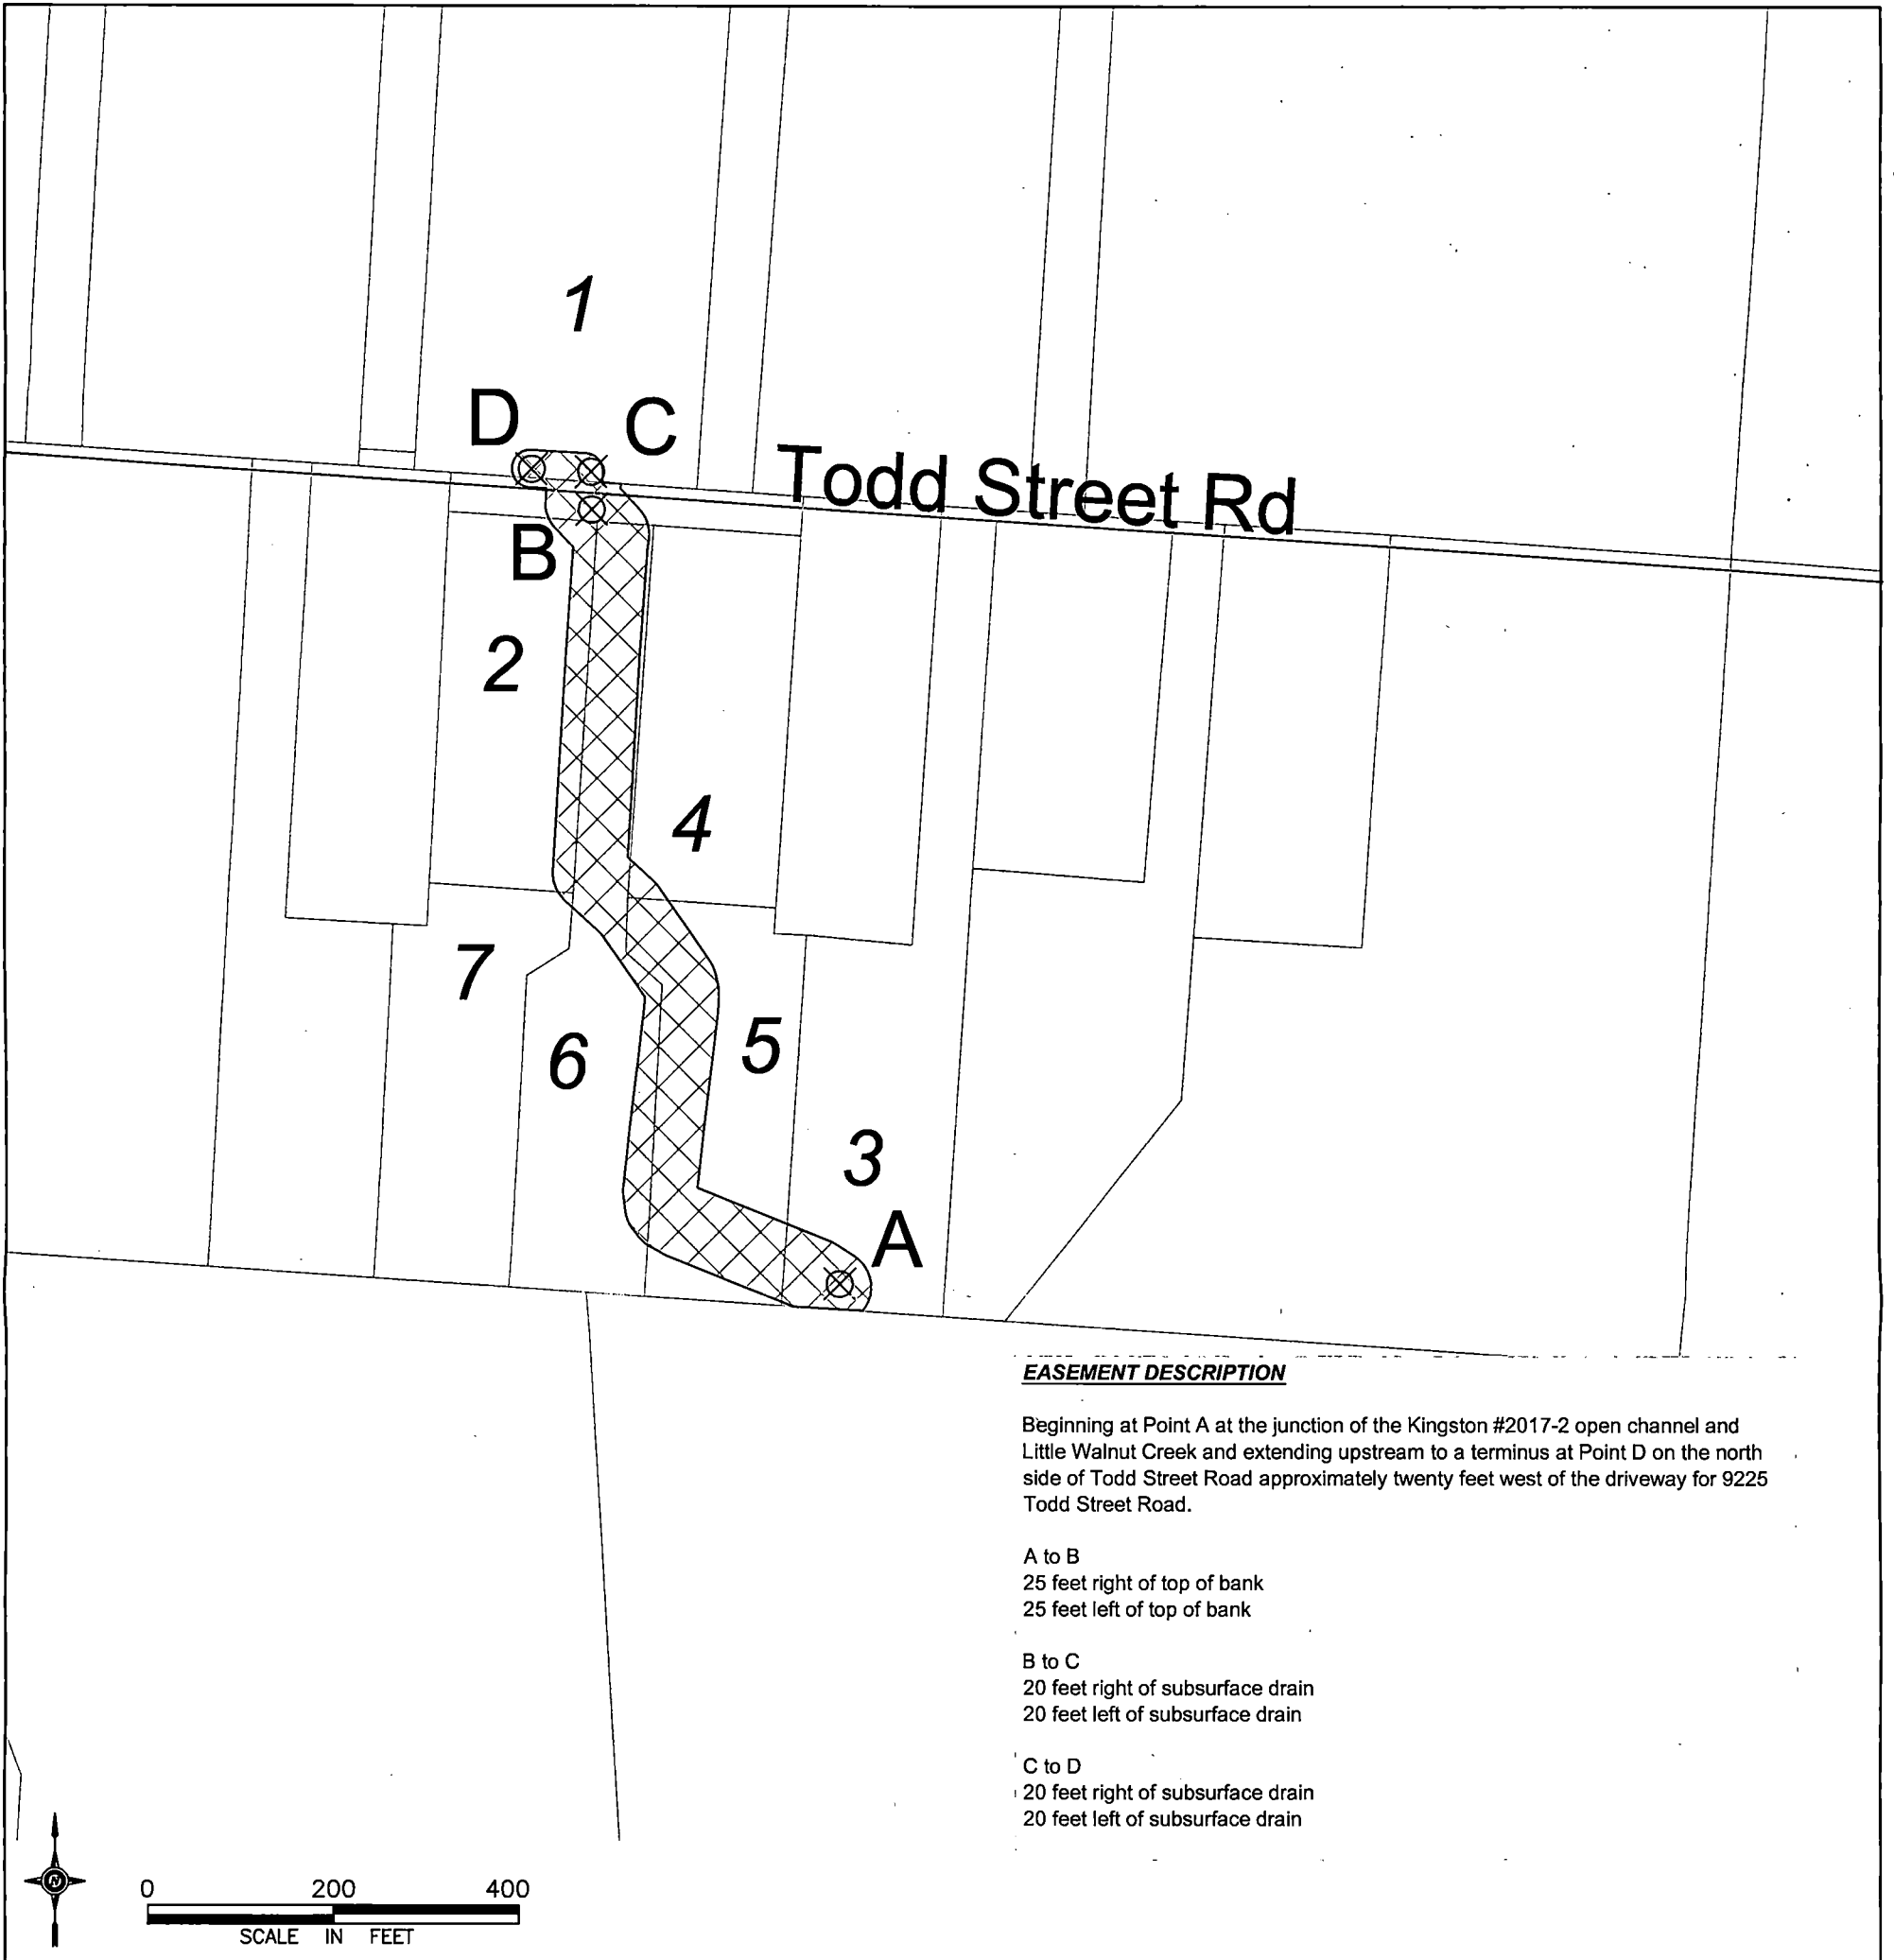 1
D
C
Todd Street Rd
B
2
4
7
6
5
3
A
EASEMENT DESCRIPTION
Beginning at Point A at the junction of the Kingston #2017-2 open channel and
Little Walnut Creek and extending upstream to a terminus at Point D on the north
side of Todd Street Road approximately twenty feet west of the driveway for 9225
Todd Street Road.
A to B
25 feet right of top of bank
25 feet left of top of bank
B to C
20 feet right of subsurface drain
20 feet left of subsurface drain
C to D
20 feet right of subsurface drain
20 feet left of subsurface drain
N
0 200 400
SCALE IN FEET